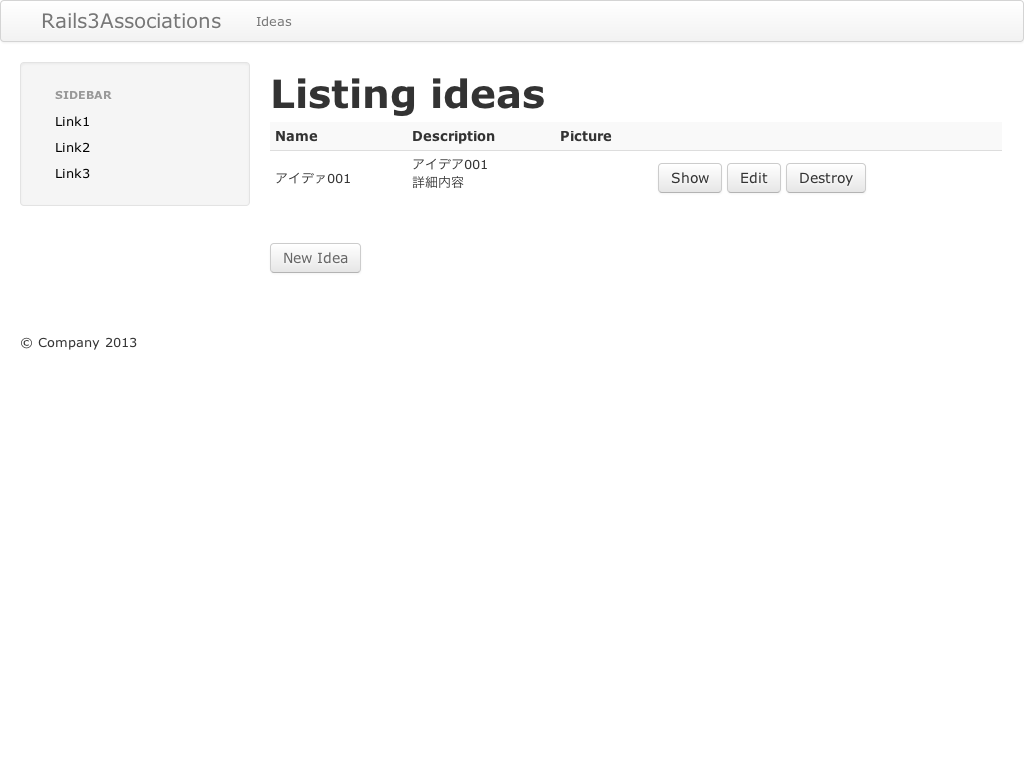 Rails3Associations Ideas
SIDEBAR
Link1
Link2
Link3
Listing ideas
Name Description Picture
アイデァ001 アイデア001
詳細内容 Show Edit Destroy
New Idea
© Company 2013